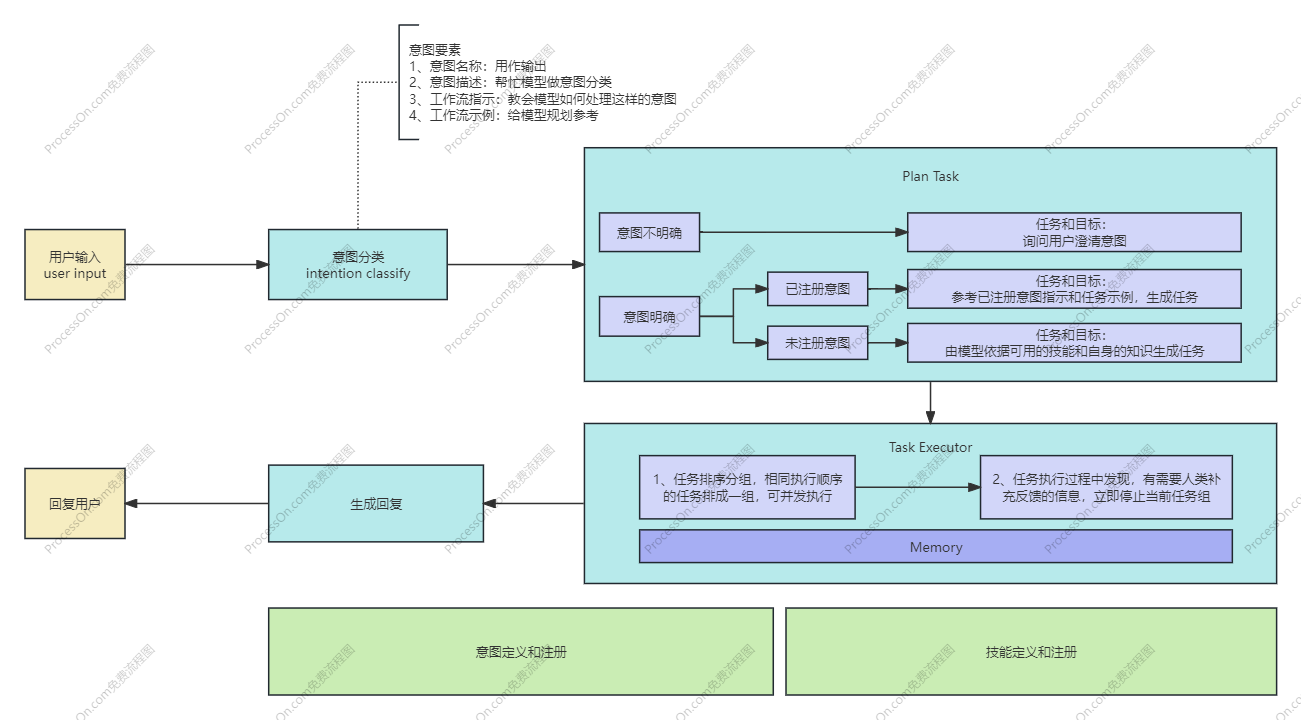 意图要素
1、意图名称：用作输出
2、意图描述：帮忙模型做意图分类
3、工作流指示：教会模型如何处理这样的意图
4、工作流示例：给模型规划参考
用户输入
user input
意图分类
intention classify
Plan Task
意图不明确
任务和目标：
询问用户澄清意图
意图明确
已注册意图
任务和目标：
参考已注册意图指示和任务示例，生成任务
未注册意图
任务和目标：
由模型依据可用的技能和自身的知识生成任务
Task Executor
1、任务排序分组，相同执行顺序
的任务排成一组，可并发执行
2、任务执行过程中发现，有需要人类补
充反馈的信息，立即停止当前任务组
Memory
生成回复
回复用户
意图定义和注册
技能定义和注册
ProcessOn.com免费流程图